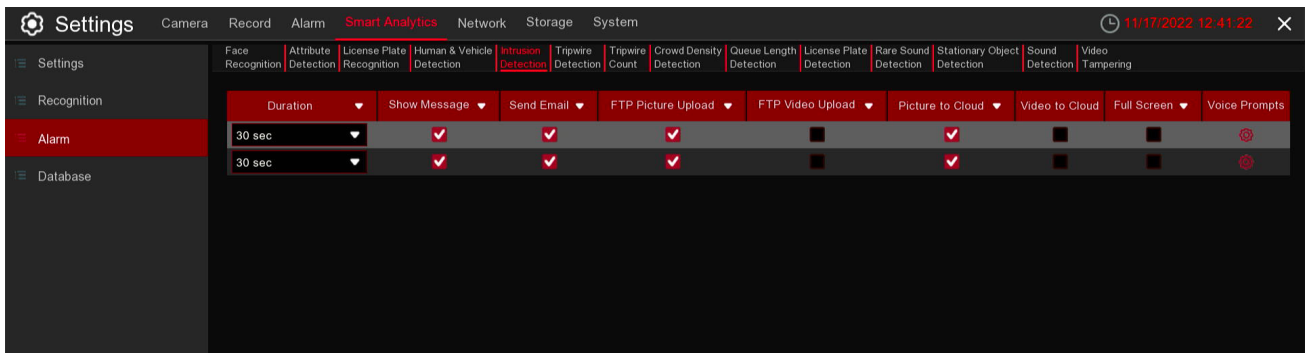 Settings Camera Record Alarm Smart Analytics Network Storage System 11/17/2022 12:41:22
Face Attribute License Plate Human & Vehicle Intrusion Tripwire Tripwire Crowd Density Queue Length License Plate Rare Sound Stationary Object Sound Video
Recognition Detection Recognition Detection Detection Detection Count Detection Detection Detection Detection Detection Detection Tampering
Settings
Recognition
Alarm
Database
Duration Show Message Send Email FTP Picture Upload FTP Video Upload Picture to Cloud Video to Cloud Full Screen Voice Prompts
30 sec
30 sec